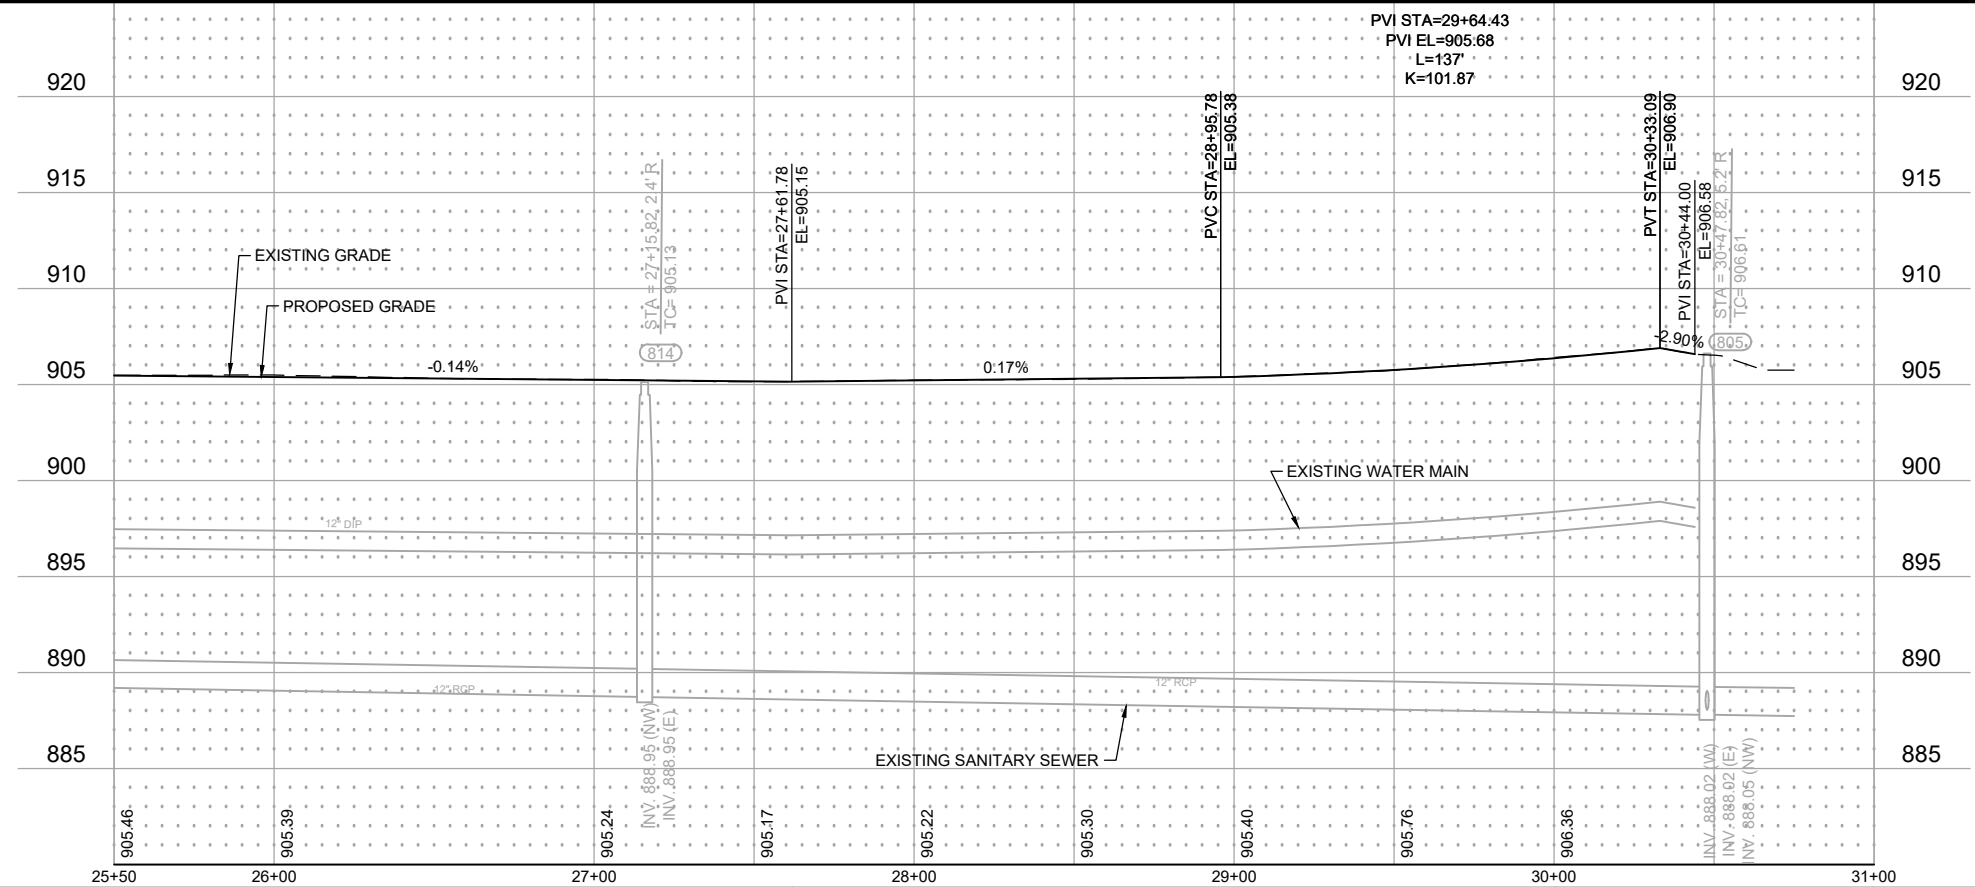 PVI STA=29+64.43
PVI EL=905.68
L=137'
K=101.87
920
920
PVC STA=28+95.78
EL=905.38
PVT STA=30+33.09
EL=906.90
STA = 27+15.82, 2.4' R
TC= 905.13
PVI STA=27+61.78
EL=905.15
PVI STA=30+44.00
EL=906.58
STA = 30+47.82, 5.2' R
TC= 906.61
915
915
EXISTING GRADE
910
910
PROPOSED GRADE
814
-2.90%
805
905
-0.14%
0.17%
905
900
EXISTING WATER MAIN
900
12" DIP
895
895
890
890
12" RCP
12" RCP
INV. 888.95 (NW)
INV. 888.95 (E)
885
EXISTING SANITARY SEWER
885
INV. 888.02 (W)
INV. 888.02 (E)
INV. 888.05 (NW)
905.46
905.39
905.24
905.17
905.22
905.30
905.40
905.76
906.36
25+50
26+00
27+00
28+00
29+00
30+00
31+00